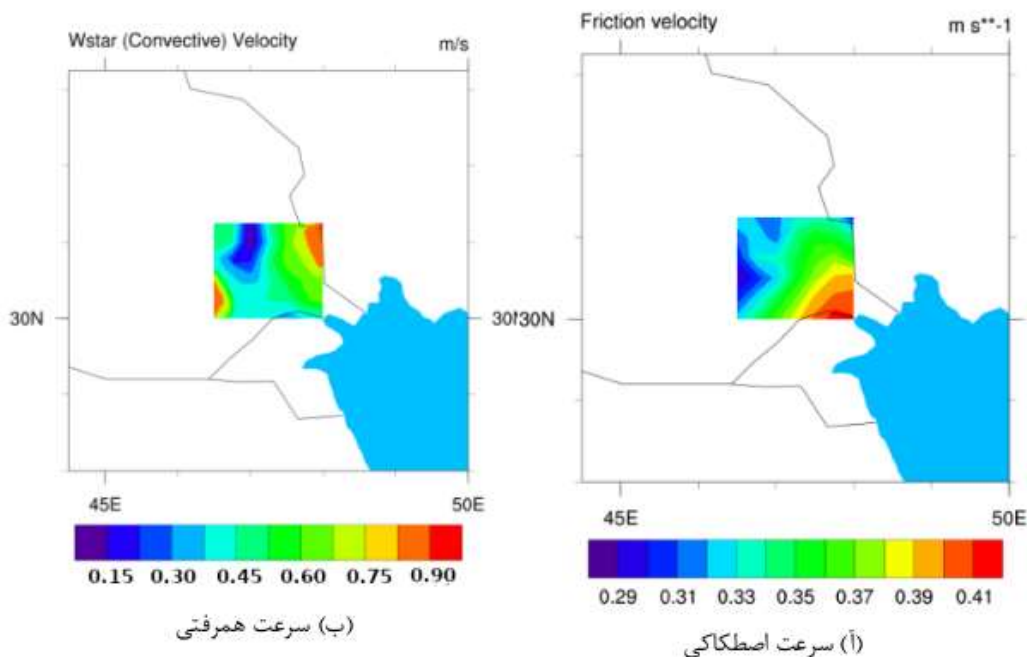 Wstar (Convective) Velocity m/s
30N
45E 50E
0.15 0.30 0.45 0.60 0.75 0.90
(ب) سرعت همرفتی
Friction velocity m s**-1
30N 30N
45E 50E
0.29 0.31 0.33 0.35 0.37 0.39 0.41
(آ) سرعت اصطکاکی